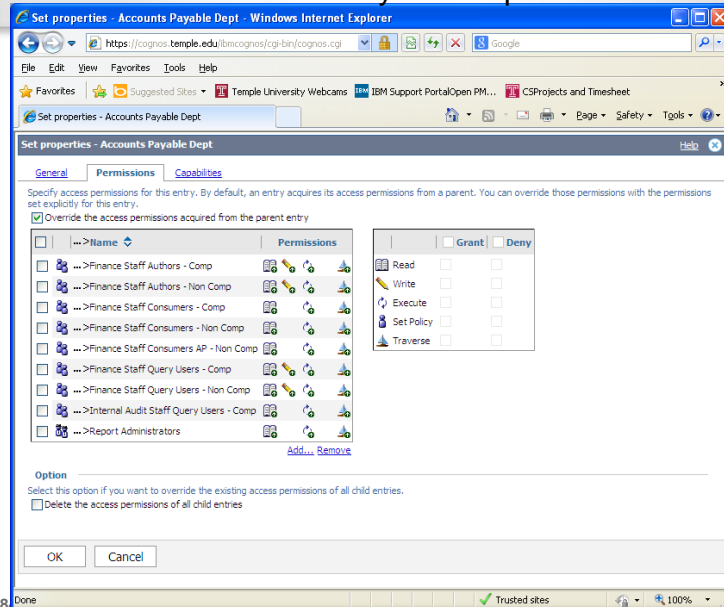 Set properties - Accounts Payable Dept - Windows Internet Explorer
https://cognos.temple.edu/ibmcognos/cgi-bin/cognos.cgi
Google
File Edit View Favorites Tools Help
Favorites Suggested Sites Temple University Webcams IBM Support PortalOpen PM... CSProjects and Timesheet
Set properties - Accounts Payable Dept
Page Safety Tools
Set properties - Accounts Payable Dept Help
General Permissions Capabilities
Specify access permissions for this entry. By default, an entry acquires its access permissions from a parent. You can override those permissions with the permissions
set explicitly for this entry.
Override the access permissions acquired from the parent entry
...>Name Permissions
...>Finance Staff Authors - Comp
...>Finance Staff Authors - Non Comp
...>Finance Staff Consumers - Comp
...>Finance Staff Consumers - Non Comp
...>Finance Staff Consumers AP - Non Comp
...>Finance Staff Query Users - Comp
...>Finance Staff Query Users - Non Comp
...>Internal Audit Staff Query Users - Comp
...>Report Administrators
Add... Remove
Grant Deny
Read
Write
Execute
Set Policy
Traverse
Option
Select this option if you want to override the existing access permissions of all child entries.
Delete the access permissions of all child entries
OK Cancel
8
Done Trusted sites 100%